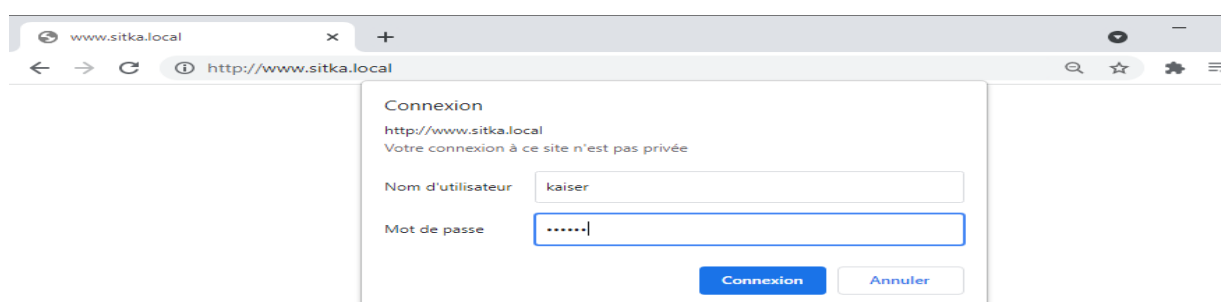 www.sitka.local
http://www.sitka.local
Connexion
http://www.sitka.local
Votre connexion à ce site n'est pas privée
Nom d'utilisateur kaiser
Mot de passe ••••••
Connexion Annuler